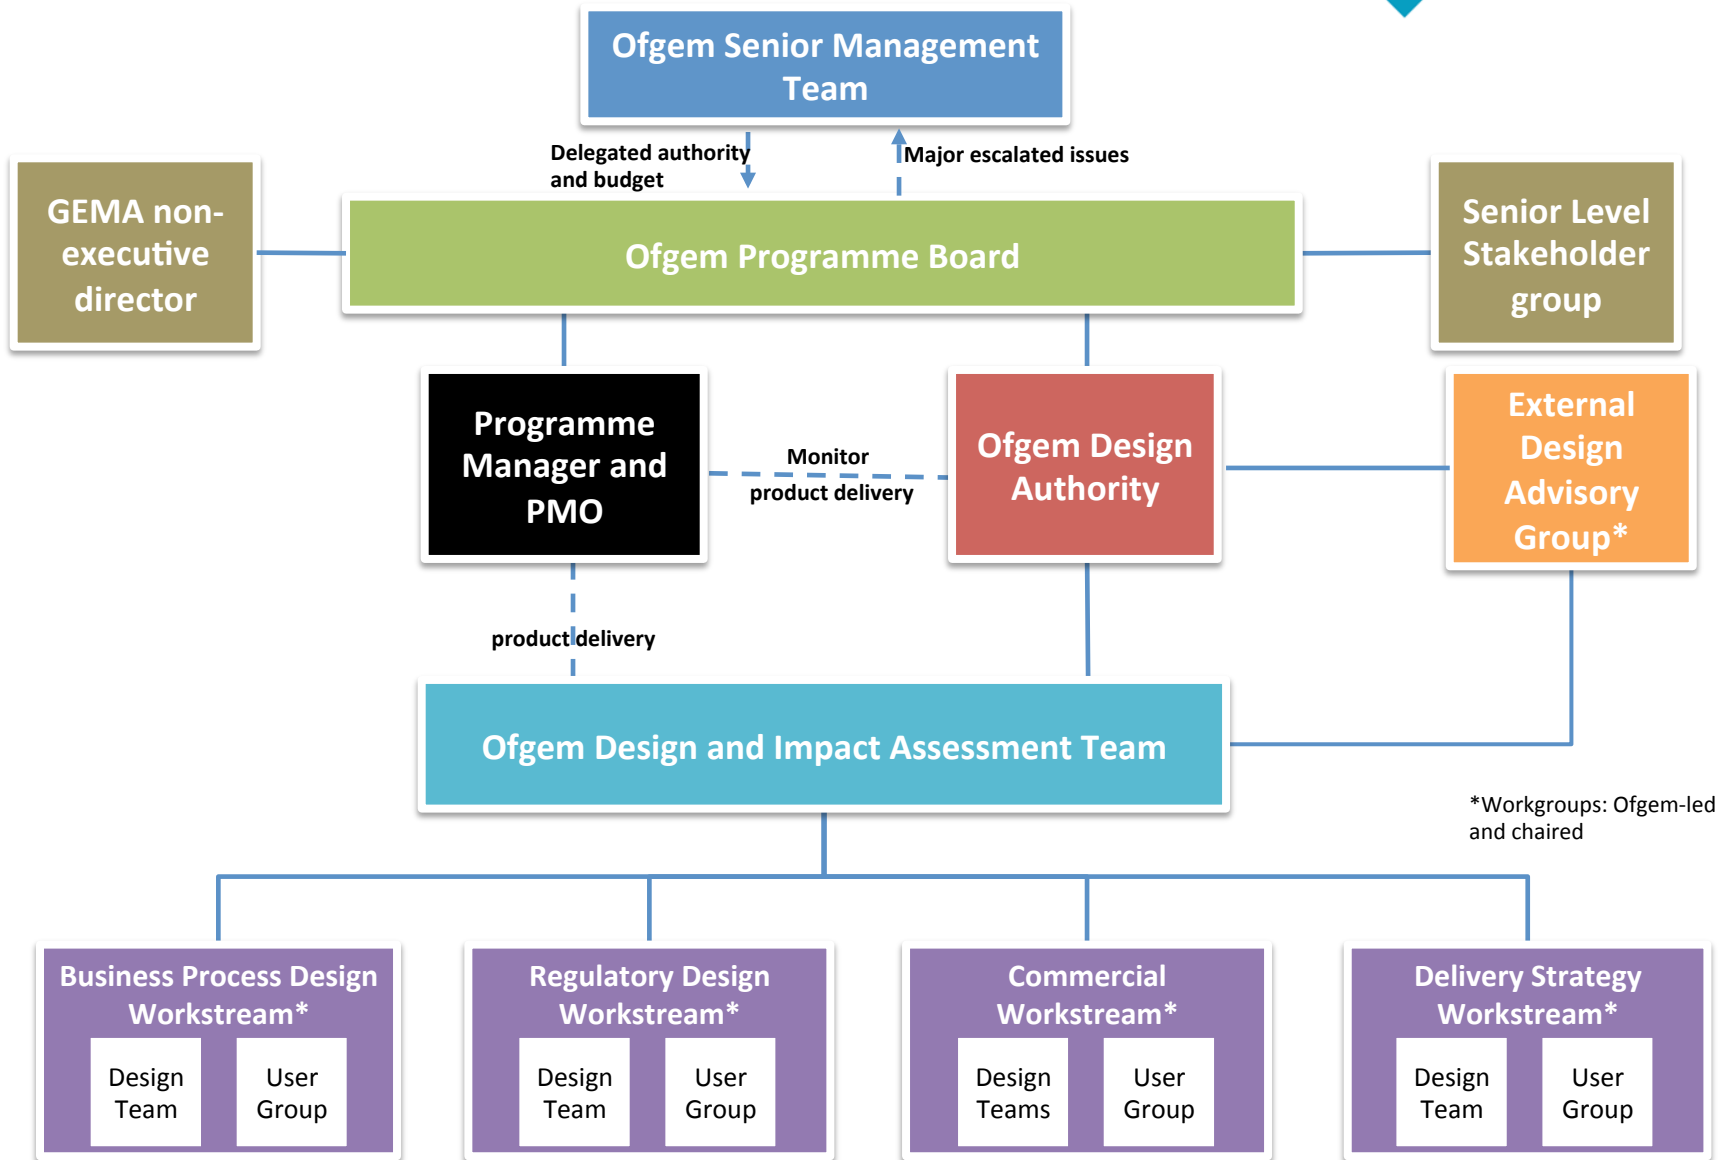 Ofgem Senior Management
Team
Delegated authority
and budget
Major escalated issues
GEMA non-
executive
director
Ofgem Programme Board
Senior Level
Stakeholder
group
Programme
Manager and
PMO
Monitor
product delivery
Ofgem Design
Authority
External
Design
Advisory
Group*
product delivery
Ofgem Design and Impact Assessment Team
*Workgroups: Ofgem-led
and chaired
Business Process Design
Workstream*
Design
Team
User
Group
Regulatory Design
Workstream*
Design
Team
User
Group
Commercial
Workstream*
Design
Teams
User
Group
Delivery Strategy
Workstream*
Design
Team
User
Group